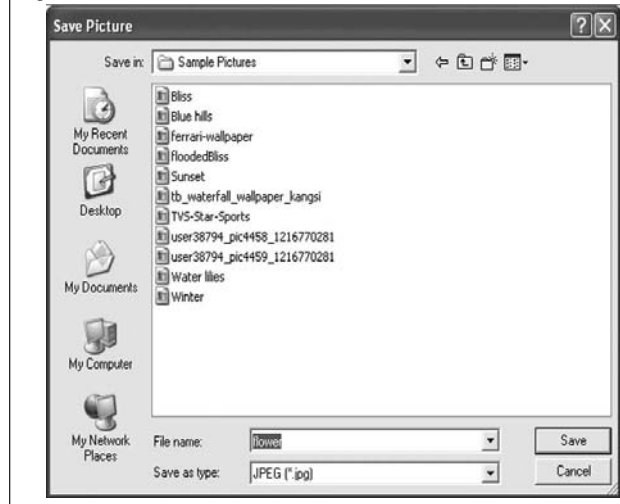 Save Picture
Save in:
Sample Pictures
My Recent
Documents
Desktop
My Documents
My Computer
My Network
Places
Bliss
Blue hills
ferrari-wallpaper
floodedBliss
Sunset
tb_waterfall_wallpaper_kangsi
TVS-Star-Sports
user38794_pic4458_1216770281
user38794_pic4459_1216770281
Water lilies
Winter
File name:
flower
Save
Save as type:
JPEG (*.jpg)
Cancel